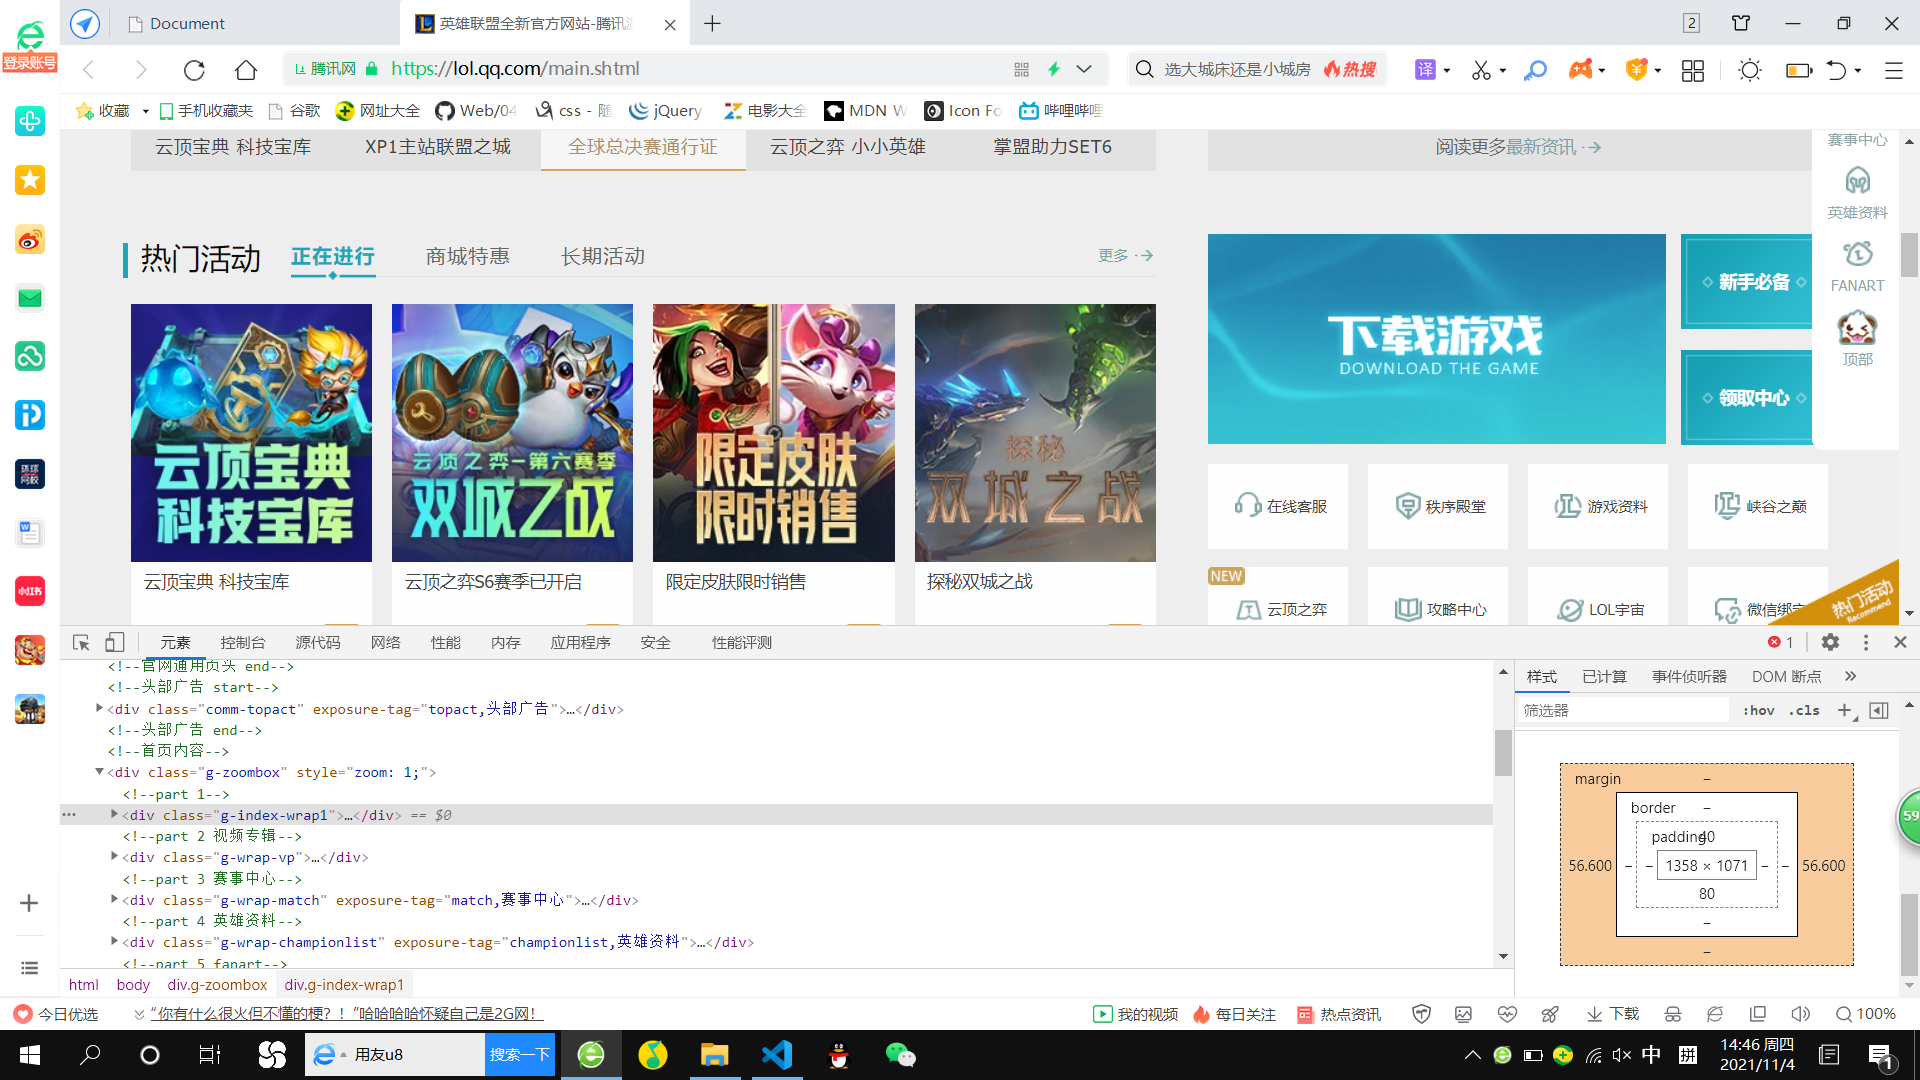 登录账号
Document
英雄联盟全新官方网站-腾讯游
2
腾讯网
https://lol.qq.com/main.shtml
选大城床还是小城房
热搜
译
收藏
手机收藏夹
谷歌
网址大全
Web/04
css - 随
jQuery
电影大全
MDN W
Icon Fo
哔哩哔哩
云顶宝典 科技宝库
XP1主站联盟之城
全球总决赛通行证
云顶之弈 小小英雄
掌盟助力SET6
阅读更多最新资讯
赛事中心
英雄资料
FANART
顶部
热门活动
正在进行
商城特惠
长期活动
更多
云顶宝典
科技宝库
云顶之弈-第六赛季
双城之战
限定皮肤
限时销售
探秘
双城之战
云顶宝典 科技宝库
云顶之弈S6赛季已开启
限定皮肤限时销售
探秘双城之战
下载游戏
DOWNLOAD THE GAME
新手必备
领取中心
在线客服
秩序殿堂
游戏资料
峡谷之巅
NEW
云顶之弈
攻略中心
LOL宇宙
微信绑定
热门活动
Recommend
环球网校
小红书
元素
控制台
源代码
网络
性能
内存
应用程序
安全
性能评测
1
<!--官网通用页头 end-->
<!--头部广告 start-->
<div class="comm-topact" exposure-tag="topact,头部广告">…</div>
<!--头部广告 end-->
<!--首页内容-->
<div class="g-zoombox" style="zoom: 1;">
<!--part 1-->
<div class="g-index-wrap1">…</div> == $0
<!--part 2 视频专辑-->
<div class="g-wrap-vp">…</div>
<!--part 3 赛事中心-->
<div class="g-wrap-match" exposure-tag="match,赛事中心">…</div>
<!--part 4 英雄资料-->
<div class="g-wrap-championlist" exposure-tag="championlist,英雄资料">…</div>
<!--part 5 fanart-->
html
body
div.g-zoombox
div.g-index-wrap1
样式
已计算
事件侦听器
DOM 断点
筛选器
:hov
.cls
margin
–
border
–
padding
40
56.600
–
–
1358 × 1071
–
–
56.600
80
–
–
59
今日优选
“你有什么很火但不懂的梗？！”哈哈哈哈怀疑自己是2G网！
我的视频
每日关注
热点资讯
下载
100%
用友u8
搜索一下
中
拼
14:46 周四
2021/11/4
1